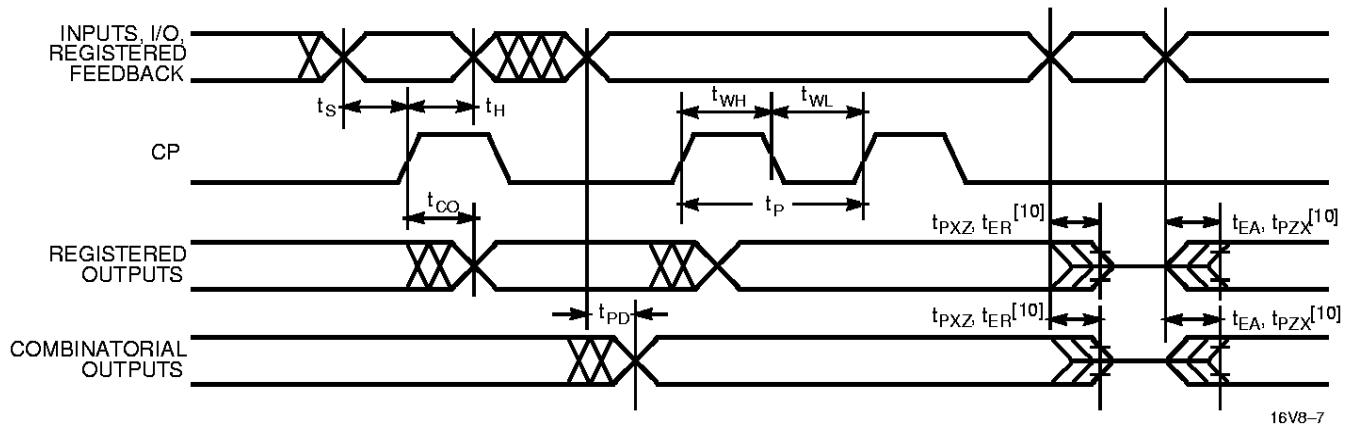 INPUTS, I/O,
REGISTERED
FEEDBACK
tS
tH
tWH
tWL
CP
tCO
tP
tPXZ, tER[10]
tEA, tPZX[10]
REGISTERED
OUTPUTS
tPD
tPXZ, tER[10]
tEA, tPZX[10]
COMBINATORIAL
OUTPUTS
16V8–7